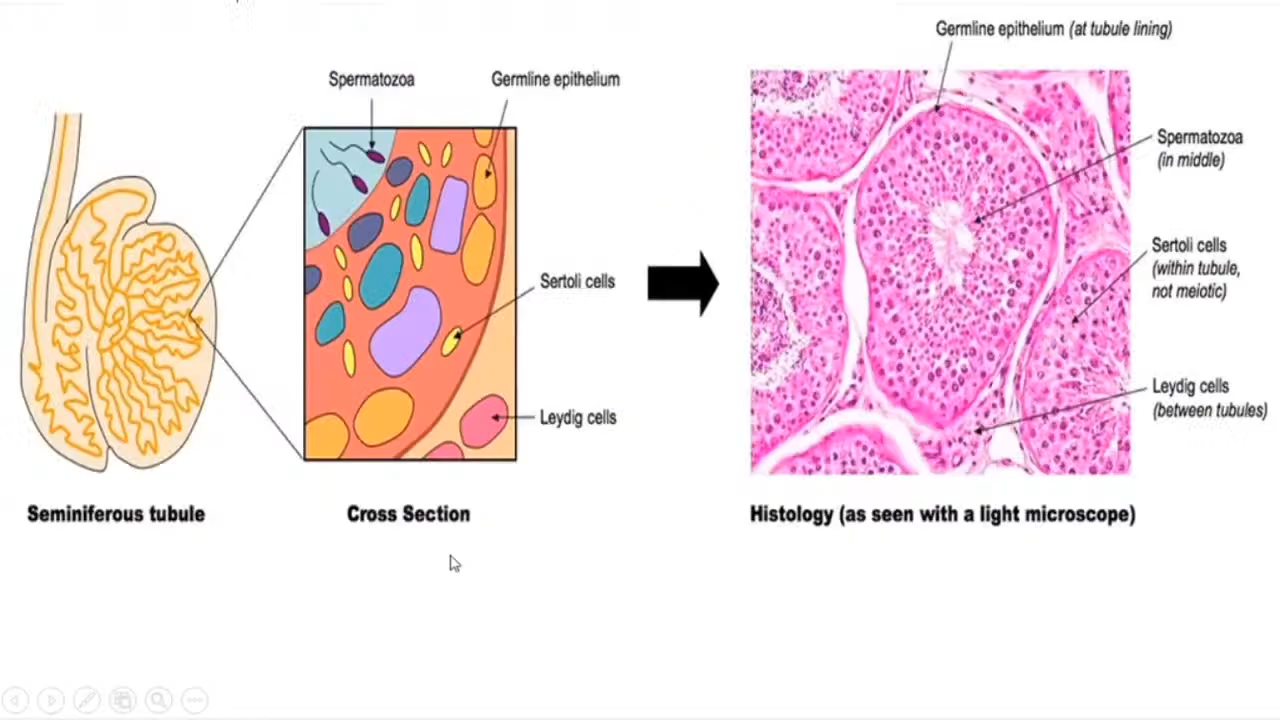 Germline epithelium (at tubule lining)
Spermatozoa
Germline epithelium
Spermatozoa
(in middle)
Sertoli cells
(within tubule,
not meiotic)
Sertoli cells
Leydig cells
(between tubules)
Leydig cells
Seminiferous tubule
Cross Section
Histology (as seen with a light microscope)